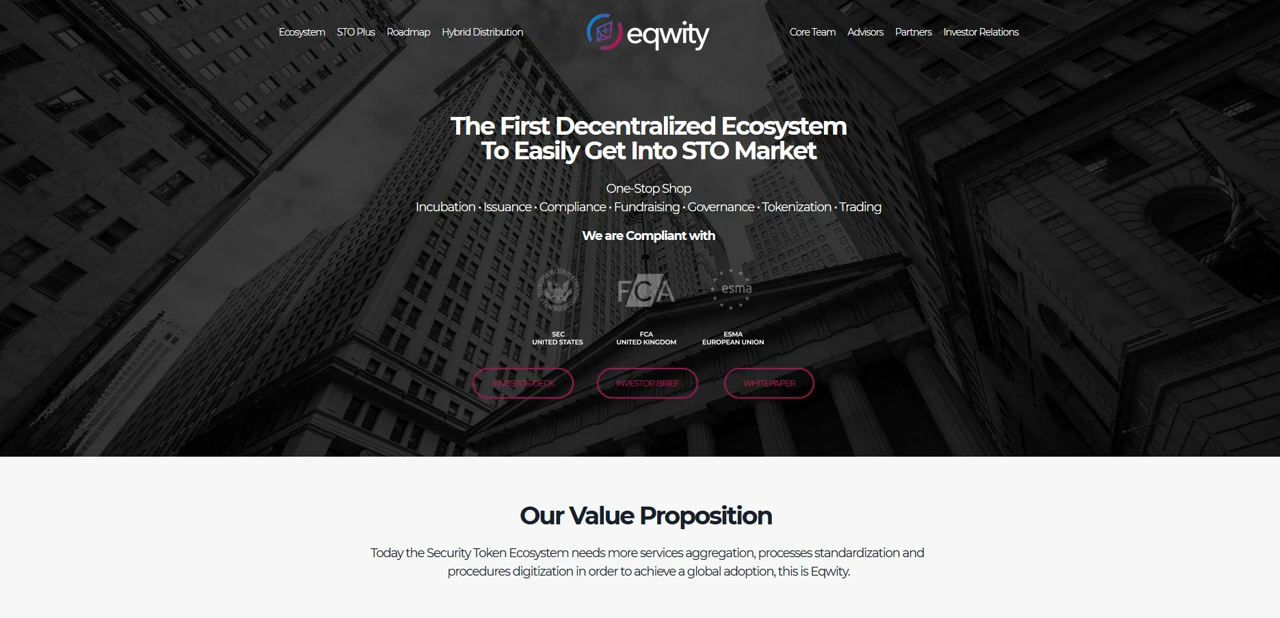 Ecosystem STO Plus Roadmap Hybrid Distribution eqwity Core Team Advisors Partners Investor Relations
The First Decentralized Ecosystem
To Easily Get Into STO Market
One-Stop Shop
Incubation • Issuance • Compliance • Fundraising • Governance • Tokenization • Trading
We are Compliant with
FCA esma
SEC FCA ESMA
UNITED STATES UNITED KINGDOM EUROPEAN UNION
INVESTOR DECK INVESTOR BRIEF WHITEPAPER
Our Value Proposition
Today the Security Token Ecosystem needs more services aggregation, processes standardization and
procedures digitization in order to achieve a global adoption, this is Eqwity.